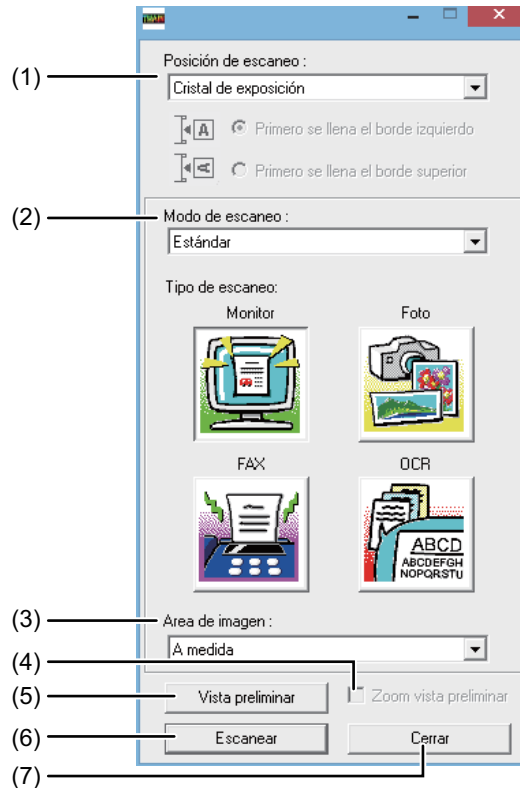 TWAIN
Posición de escaneo :
(1)
Cristal de exposición
A Primero se llena el borde izquierdo
A Primero se llena el borde superior
(2)
Modo de escaneo :
Estándar
Tipo de escaneo:
Monitor Foto
FAX OCR
ABCD
ABCDEFGH
NOPQRSTU
(3)
Area de imagen :
A medida
(4)
(5)
Vista preliminar Zoom vista preliminar
(6)
Escanear Cerrar
(7)